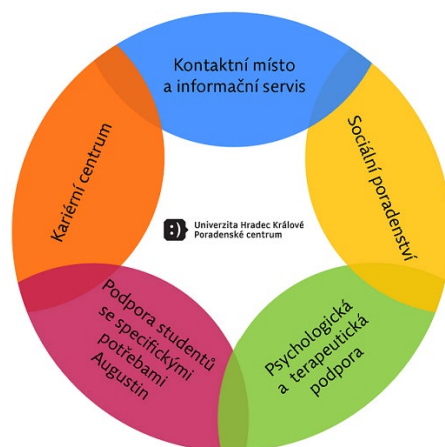 Kontaktní místo
a informační servis
Sociální poradenství
Psychologická
a terapeutická
podpora
Podpora studentů
se specifickými
potřebami
Augustin
Kariérní centrum
:)
Univerzita Hradec Králové
Poradenské centrum